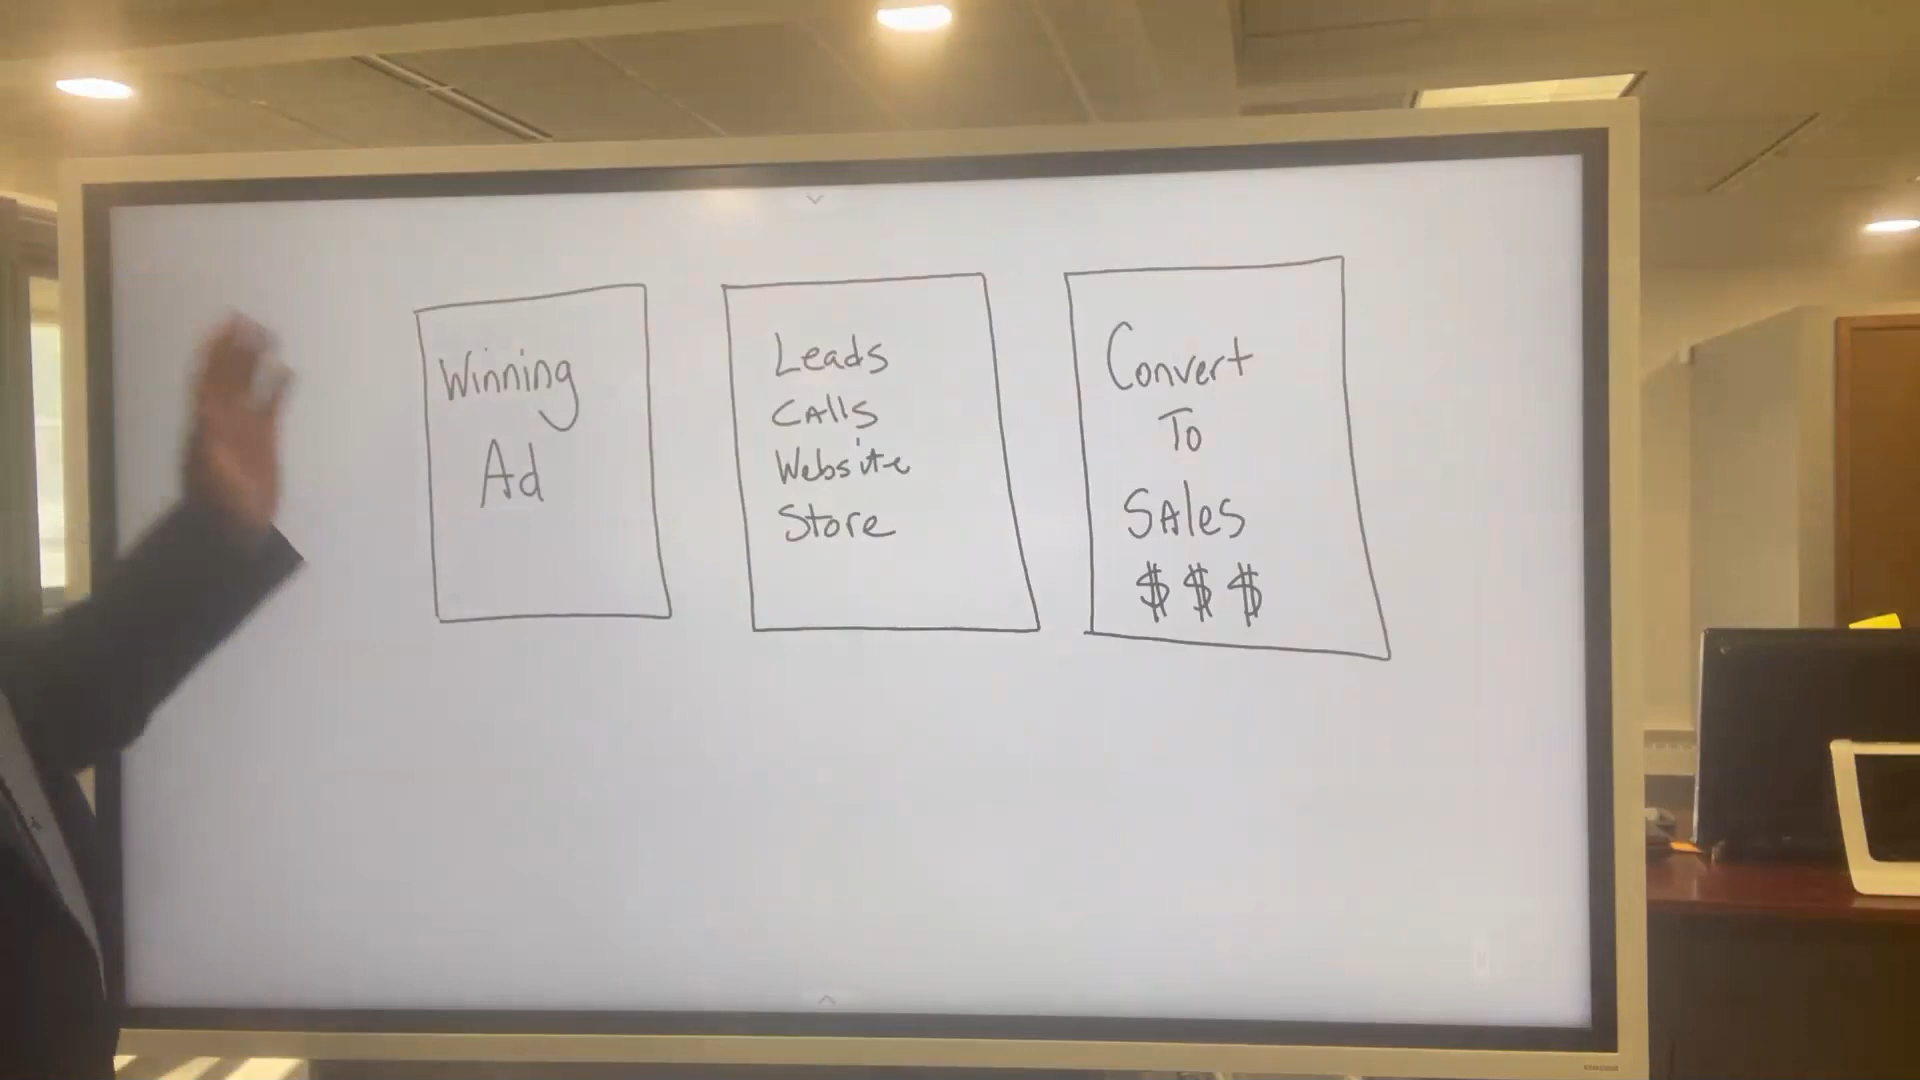 Winning
Ad
Leads
Calls
Website
Store
Convert
To
Sales
$ $ $